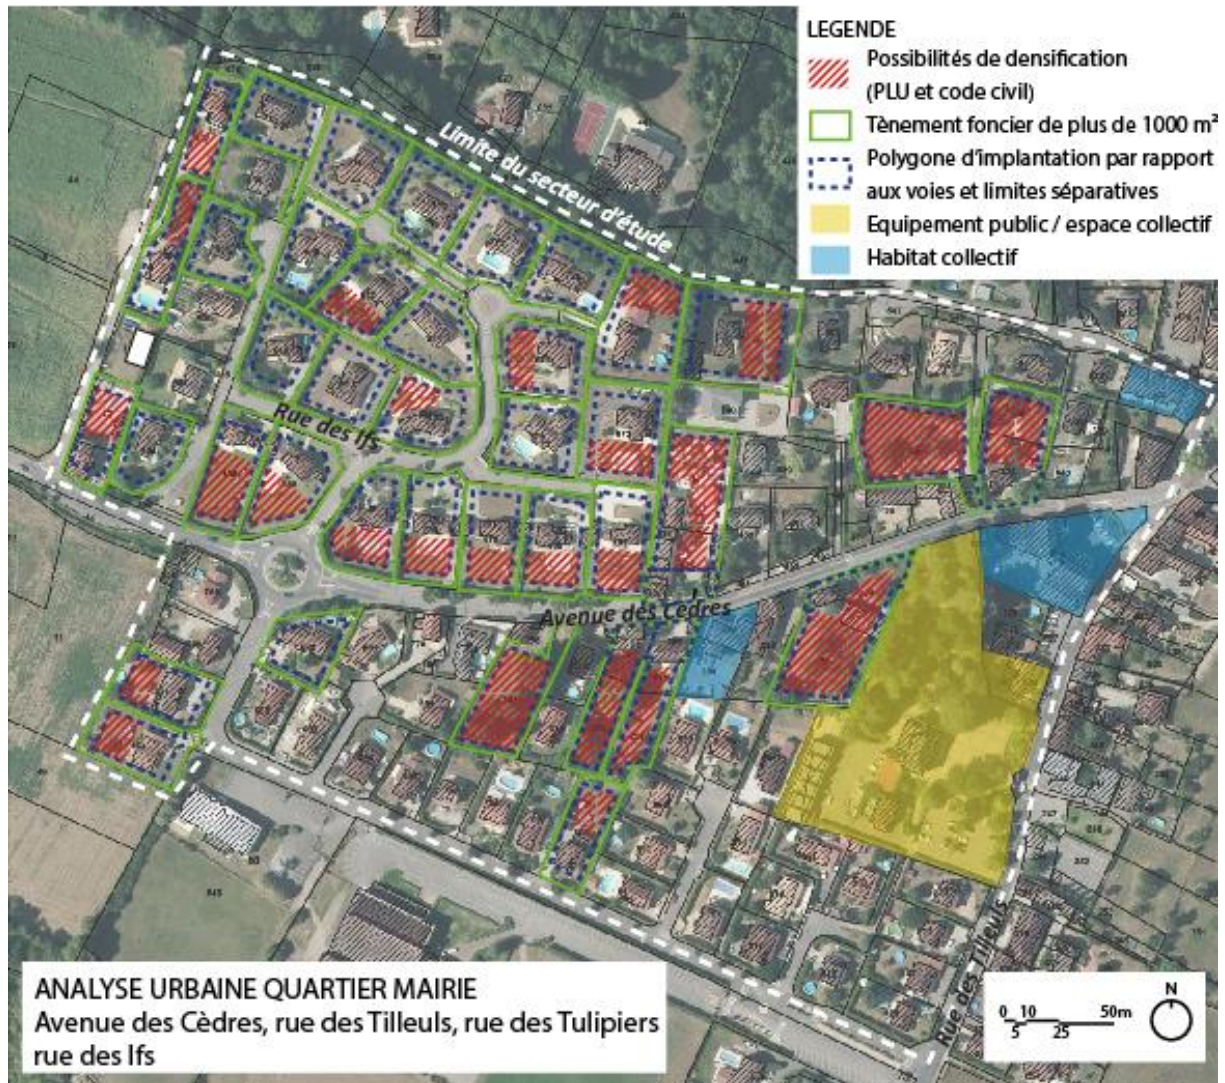 LEGENDE
Possibilités de densification
(PLU et code civil)
Tènement foncier de plus de 1000 m²
Polygone d'implantation par rapport
aux voies et limites séparatives
Equipement public / espace collectif
Habitat collectif
Limite du secteur d'étude
Rue des Ifs
Avenue des Cèdres
Rue des Tilleuls
ANALYSE URBAINE QUARTIER MAIRIE
Avenue des Cèdres, rue des Tilleuls, rue des Tulipiers
rue des Ifs
N
0 10 50m
5 25